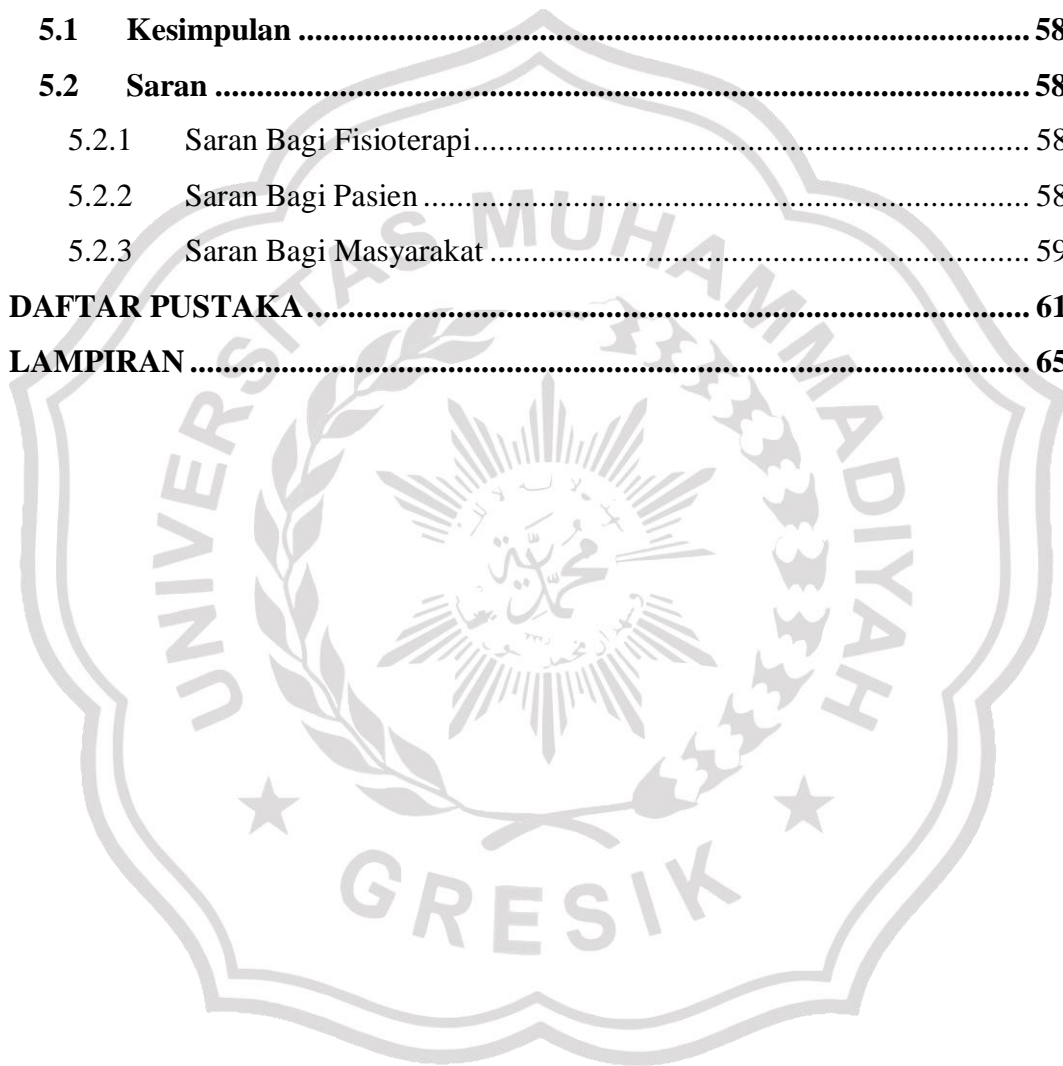 5.1 Kesimpulan ........................................................................................ 58
5.2 Saran .................................................................................................. 58
5.2.1 Saran Bagi Fisioterapi................................................................... 58
5.2.2 Saran Bagi Pasien ......................................................................... 58
5.2.3 Saran Bagi Masyarakat ................................................................. 59
DAFTAR PUSTAKA....................................................................................... 61
LAMPIRAN ..................................................................................................... 65
UNIVERSITAS MUHAMMADIYAH
GRESIK